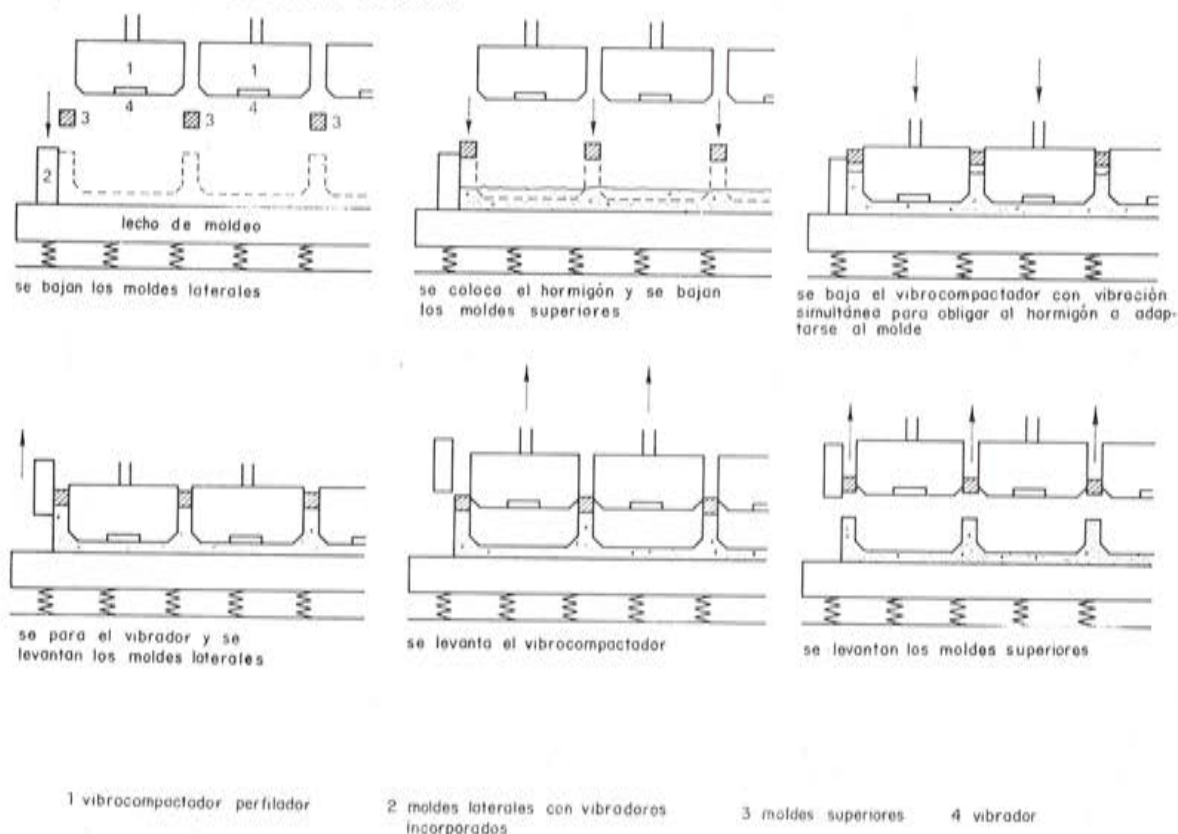 1
1
4
4
3
3
3
2
lecho de moldeo
se bajan los moldes laterales
se coloca el hormigón y se bajan
los moldes superiores
se baja el vibrocompactador con vibración
simultánea para obligar al hormigón a adap-
tarse al molde
se para el vibrador y se
levantan los moldes laterales
se levanta el vibrocompactador
se levantan los moldes superiores
1 vibrocompactador perfilador
2 moldes laterales con vibradores
incorporados
3 moldes superiores
4 vibrador